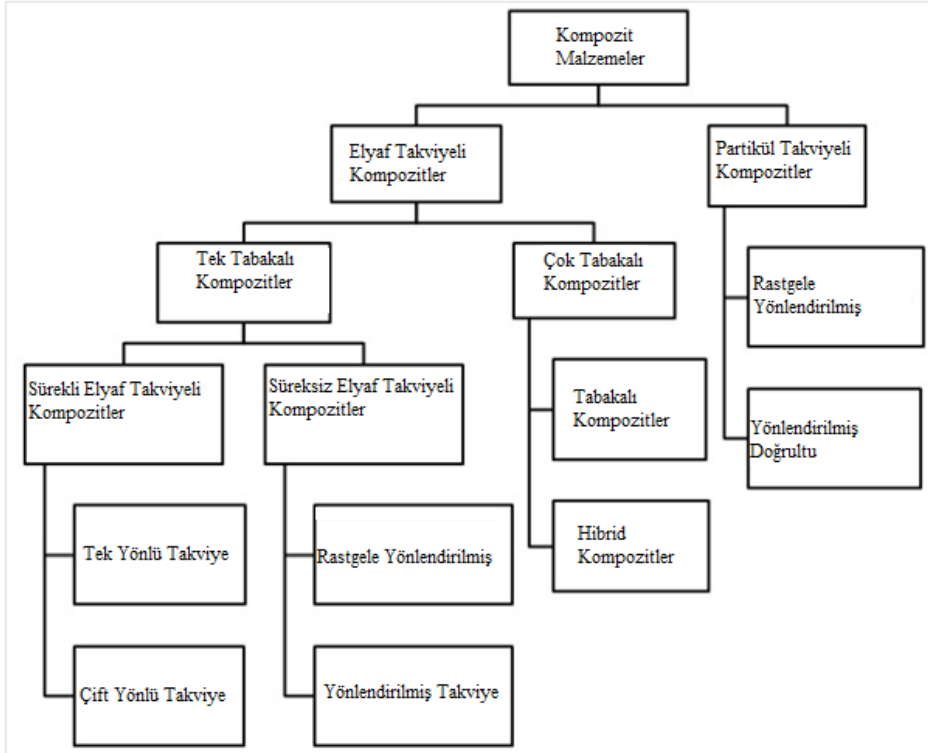 Kompozit
Malzemeler
Elyaf Takviyeli
Kompozitler
Partikül Takviyeli
Kompozitler
Tek Tabakalı
Kompozitler
Çok Tabakalı
Kompozitler
Rastgele
Yönlendirilmiş
Sürekli Elyaf Takviyeli
Kompozitler
Süreksiz Elyaf Takviyeli
Kompozitler
Tabakalı
Kompozitler
Yönlendirilmiş
Doğrultu
Tek Yönlü Takviye
Rastgele Yönlendirilmiş
Hibrid
Kompozitler
Çift Yönlü Takviye
Yönlendirilmiş Takviye